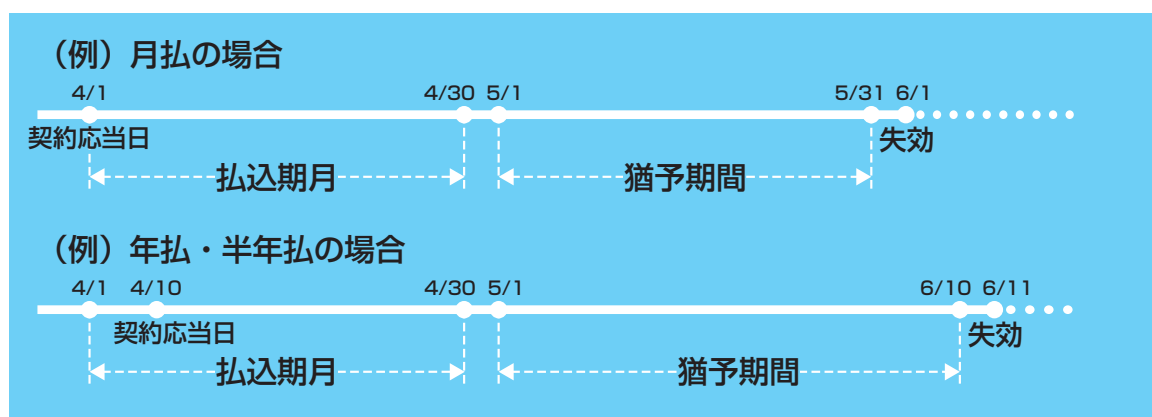 （例）月払の場合
4/1 4/30 5/1 5/31 6/1
契約応当日 失効
払込期月 猶予期間
（例）年払・半年払の場合
4/1 4/10 4/30 5/1 6/10 6/11
契約応当日 失効
払込期月 猶予期間